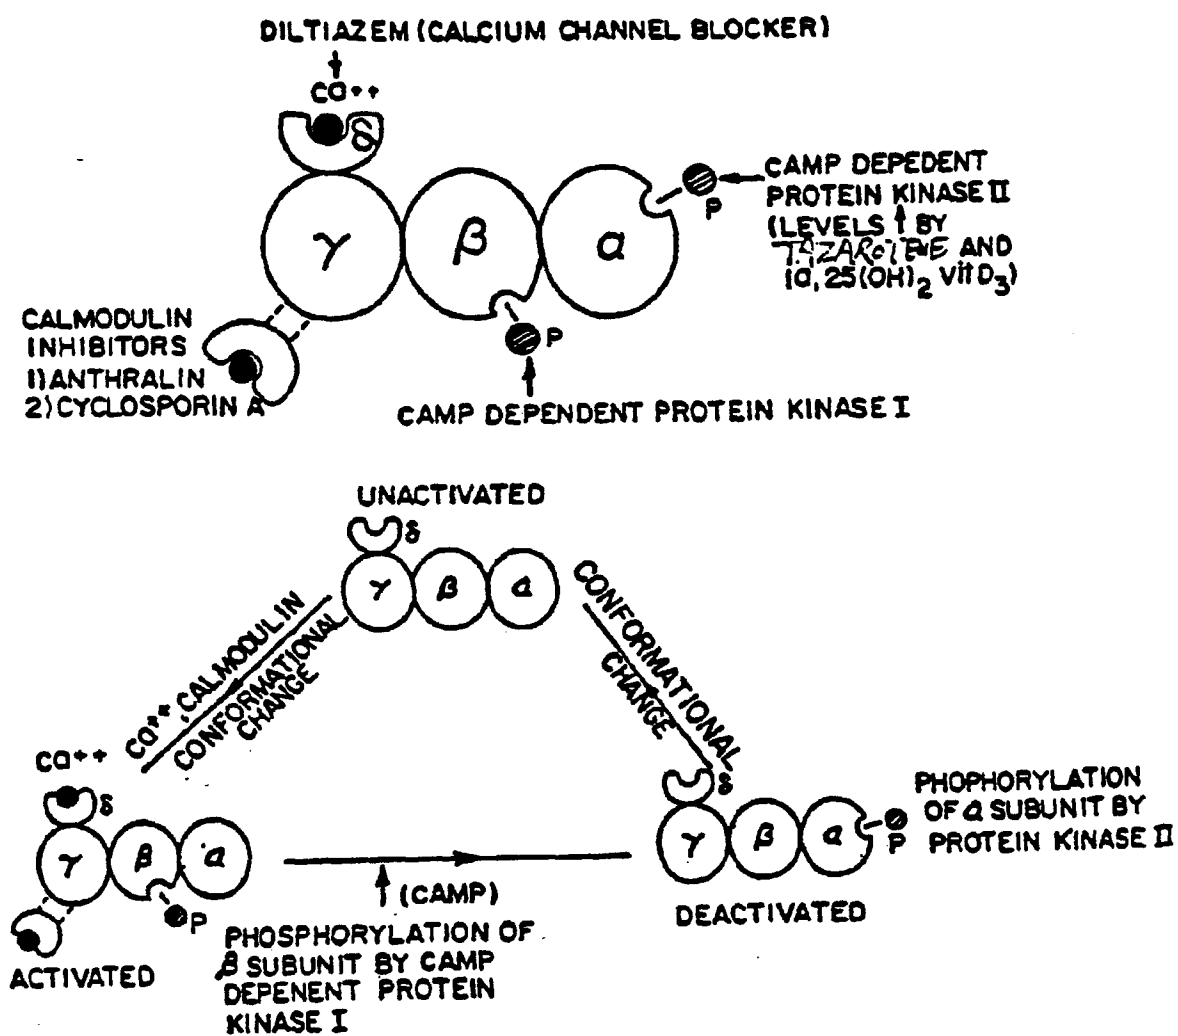 DILTIAZEM (CALCIUM CHANNEL BLOCKER)
Ca++
δ
γ
β
α
P
CAMP DEPEDENT
PROTEIN KINASE II
(LEVELS ↑ BY
TAZAROTENE AND
1α,25(OH)2 Vit D3)
P
CALMODULIN
INHIBITORS
1) ANTHRALIN
2) CYCLOSPORIN A
CAMP DEPENDENT PROTEIN KINASE I
UNACTIVATED
δ
γ
β
α
Ca++, CALMODULIN
CONFORMATIONAL
CHANGE
CONFORMATIONAL
CHANGE
Ca++
δ
γ
β
α
P
ACTIVATED
(CAMP)
PHOSPHORYLATION OF
β SUBUNIT BY CAMP
DEPENENT PROTEIN
KINASE I
δ
γ
β
α
P
DEACTIVATED
PHOPHORYLATION
OF α SUBUNIT BY
PROTEIN KINASE II